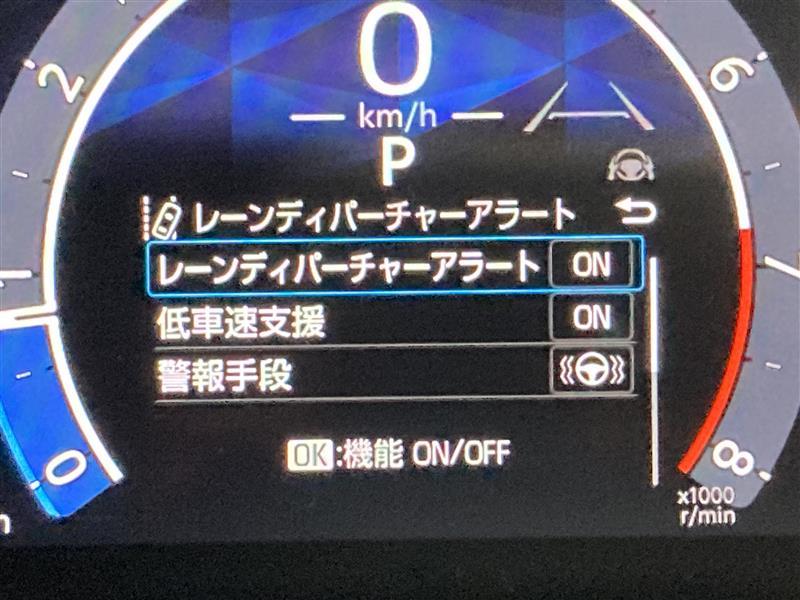 0
2
6
km/h
P
レーンディパーチャーアラート
レーンディパーチャーアラート ON
1
7
低車速支援 ON
警報手段
0
8
OK:機能 ON/OFF
x1000
r/min